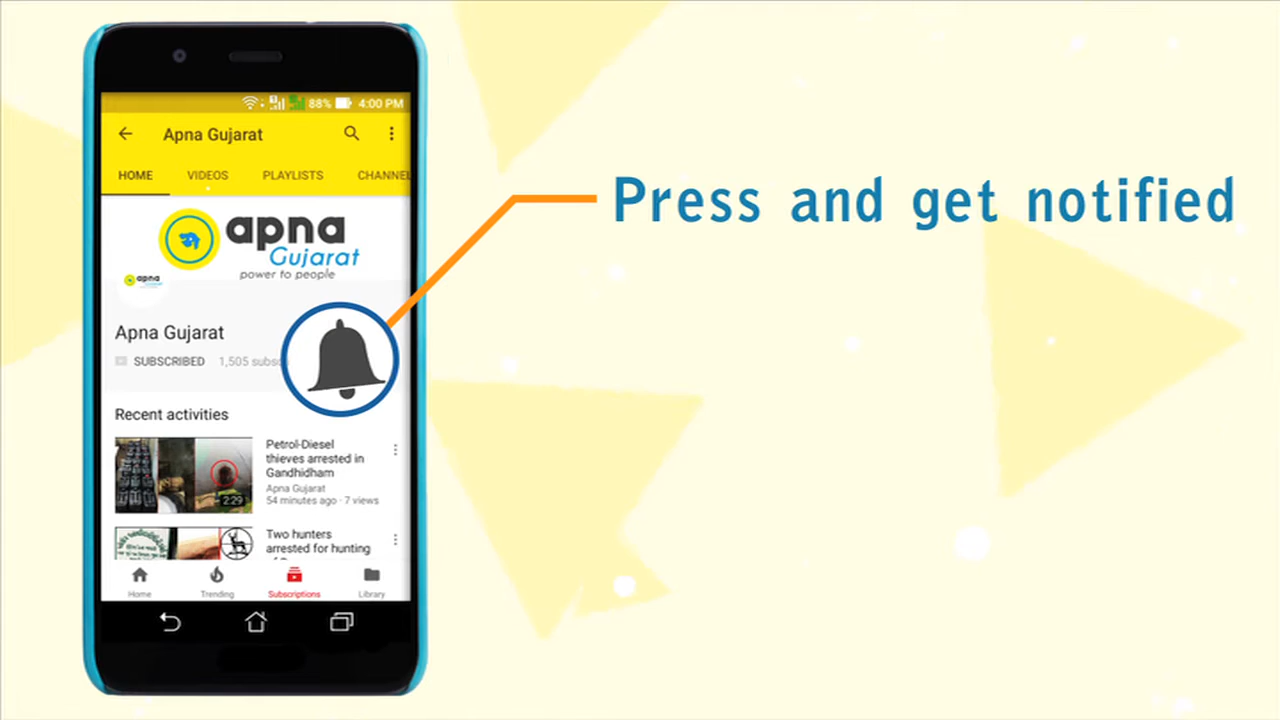 88% 4:00 PM
Apna Gujarat
HOME VIDEOS PLAYLISTS CHANNEL
apna
Gujarat
power to people
apna
Apna Gujarat
SUBSCRIBED 1,505
Press and get notified
Recent activities
Petrol-Diesel
thieves arrested in
Gandhidham
Apna Gujarat
54 minutes ago · 7 views
2:29
Two hunters
arrested for hunting
Home Trending Subscriptions Library